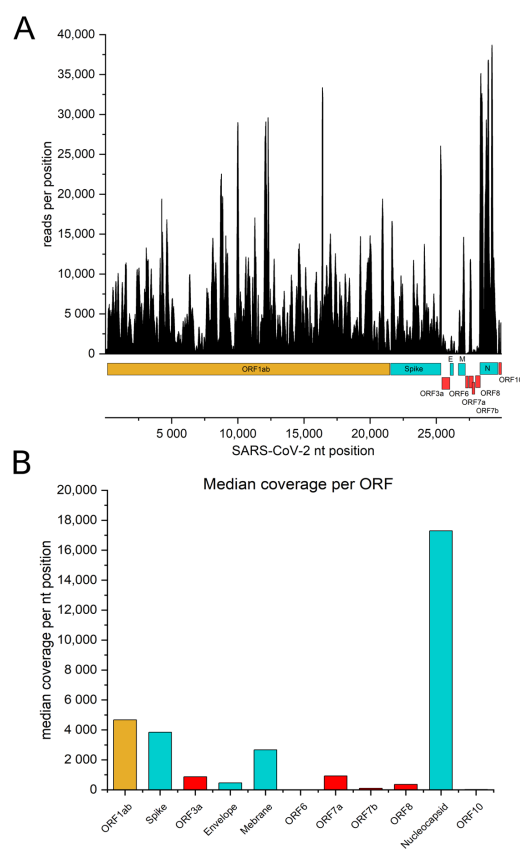 A
reads per position
40,000
35,000
30,000
25,000
20,000
15,000
10,000
5 000
0
ORF1ab
Spike
E
M
N
ORF10
ORF3a
ORF6
ORF8
ORF7a
ORF7b
5 000
10,000
15,000
20,000
25,000
SARS-CoV-2 nt position
B
Median coverage per ORF
median coverage per nt position
20,000
18,000
16,000
14,000
12,000
10,000
8 000
6 000
4 000
2 000
0
ORF1ab
Spike
ORF3a
Envelope
Mebrane
ORF6
ORF7a
ORF7b
ORF8
Nucleocapsid
ORF10